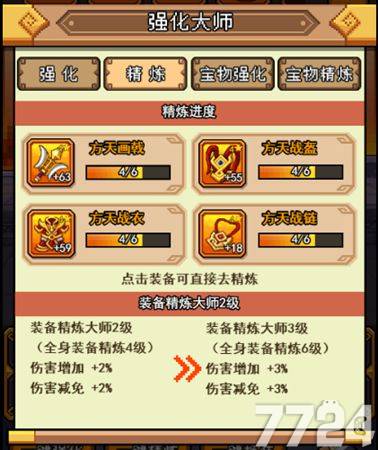 强化大师
强化 精炼 宝物强化 宝物精炼
精炼进度
方天画戟 方天战盔
+63 4/6 +55 4/6
方天战衣 方天战链
+59 4/6 +18 4/6
点击装备可直接去精炼
装备精炼大师2级
装备精炼大师2级 装备精炼大师3级
（全身装备精炼4级） （全身装备精炼6级）
伤害增加 +2% 伤害增加 +3%
伤害减免 +2% 伤害减免 +3%
7724